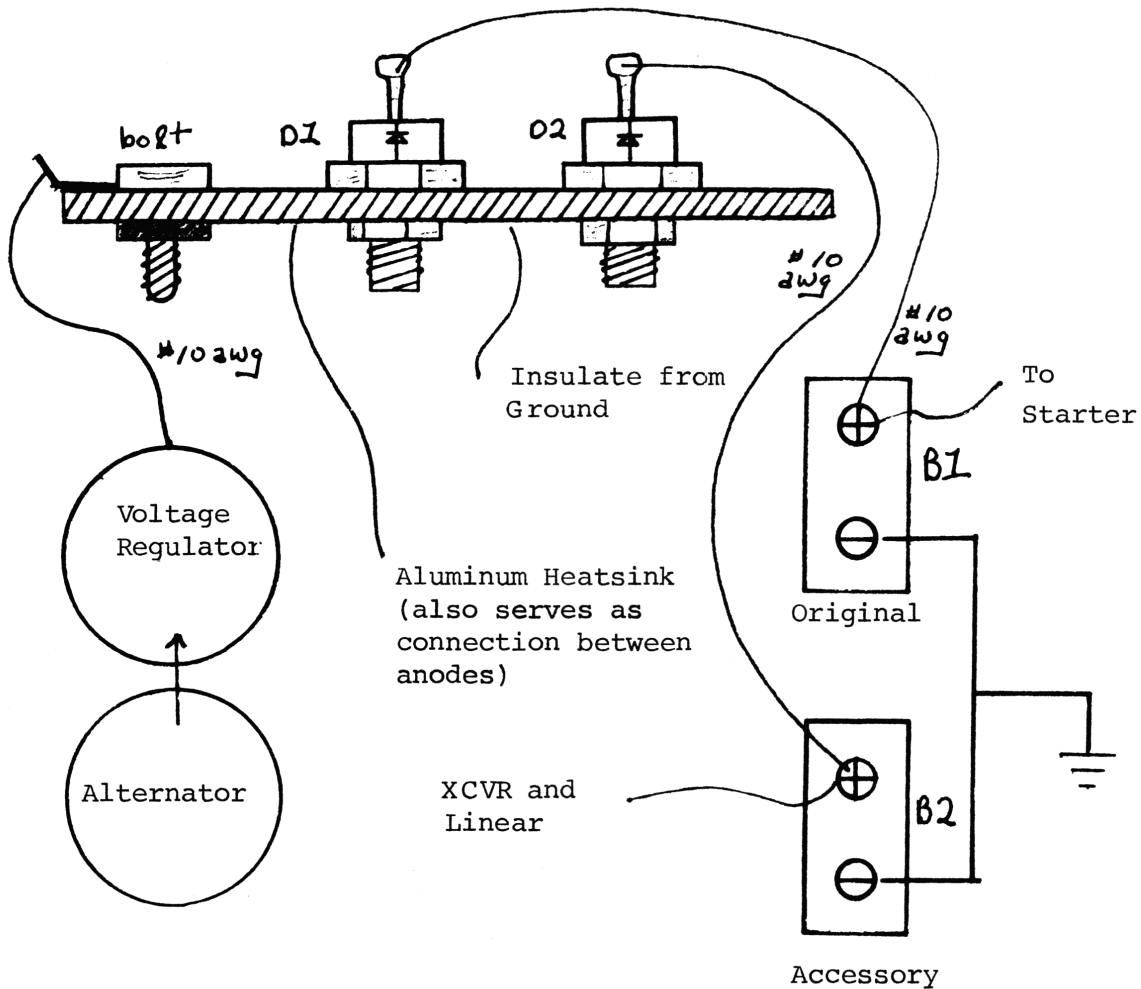 bolt
D1
D2
# 10
awg
# 10
awg
#10 awg
Insulate from
Ground
To
Starter
B1
Voltage
Regulator
Aluminum Heatsink
(also serves as
connection between
anodes)
Original
Alternator
XCVR and
Linear
B2
Accessory